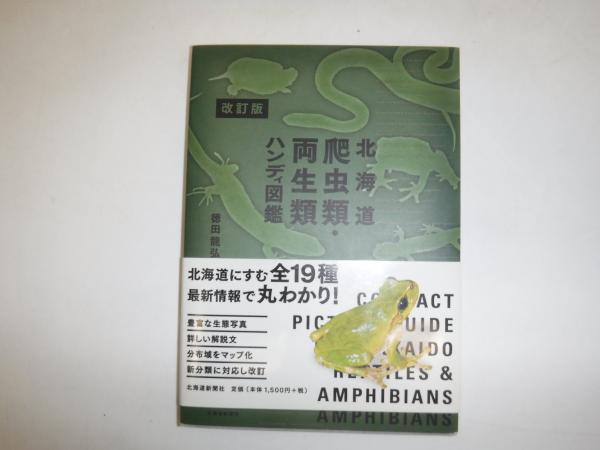 改訂版
北海道
爬虫類・
両生類
ハンディ図鑑
徳田龍弘
北海道にすむ全19種
最新情報で丸わかり!
豊富な生態写真
詳しい解説文
分布域をマップ化
新分類に対応し改訂
北海道新聞社 定価(本体1,500円+税)
REPTILES &
AMPHIBIANS
AMPHIBIANS